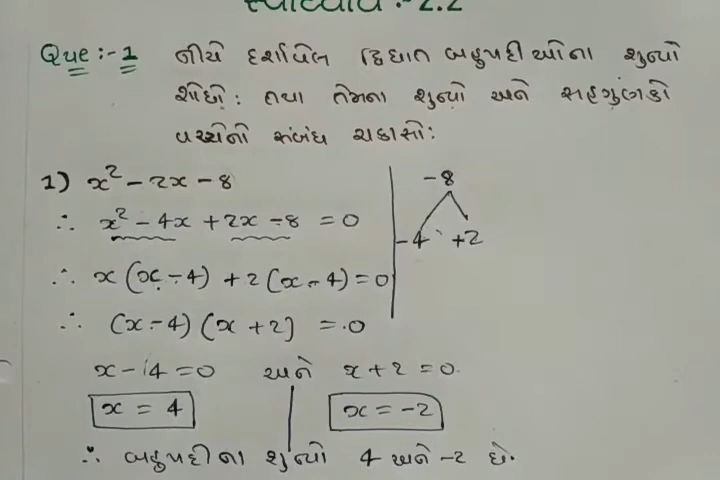 સ્વાધ્યાય :- 2.2
Que :- 1 નીચે દર્શાવેલ દ્વિઘાત બહુપદીઓના શુન્યો
શોધો: તથા તેમના શુન્યો અને સહગુણકો
વચ્ચેનો સંબંધ ચકાસો:
1) x² - 2x - 8
-8
∴ x² - 4x + 2x - 8 = 0
-4 +2
∴ x(x - 4) + 2(x - 4) = 0
∴ (x - 4) (x + 2) = 0
x - 4 = 0 અને x + 2 = 0
x = 4 x = -2
∴ બહુપદીના શુન્યો 4 અને -2 છે.